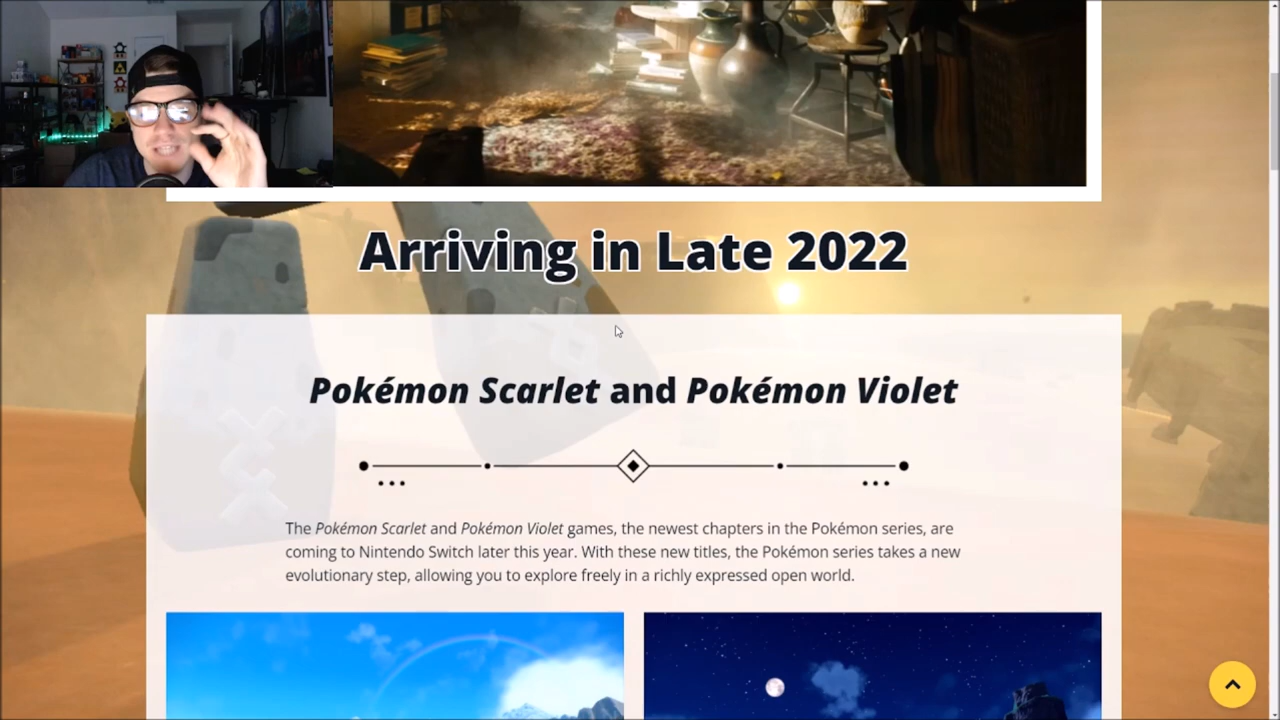 Arriving in Late 2022
Pokémon Scarlet and Pokémon Violet
The Pokémon Scarlet and Pokémon Violet games, the newest chapters in the Pokémon series, are
coming to Nintendo Switch later this year. With these new titles, the Pokémon series takes a new
evolutionary step, allowing you to explore freely in a richly expressed open world.